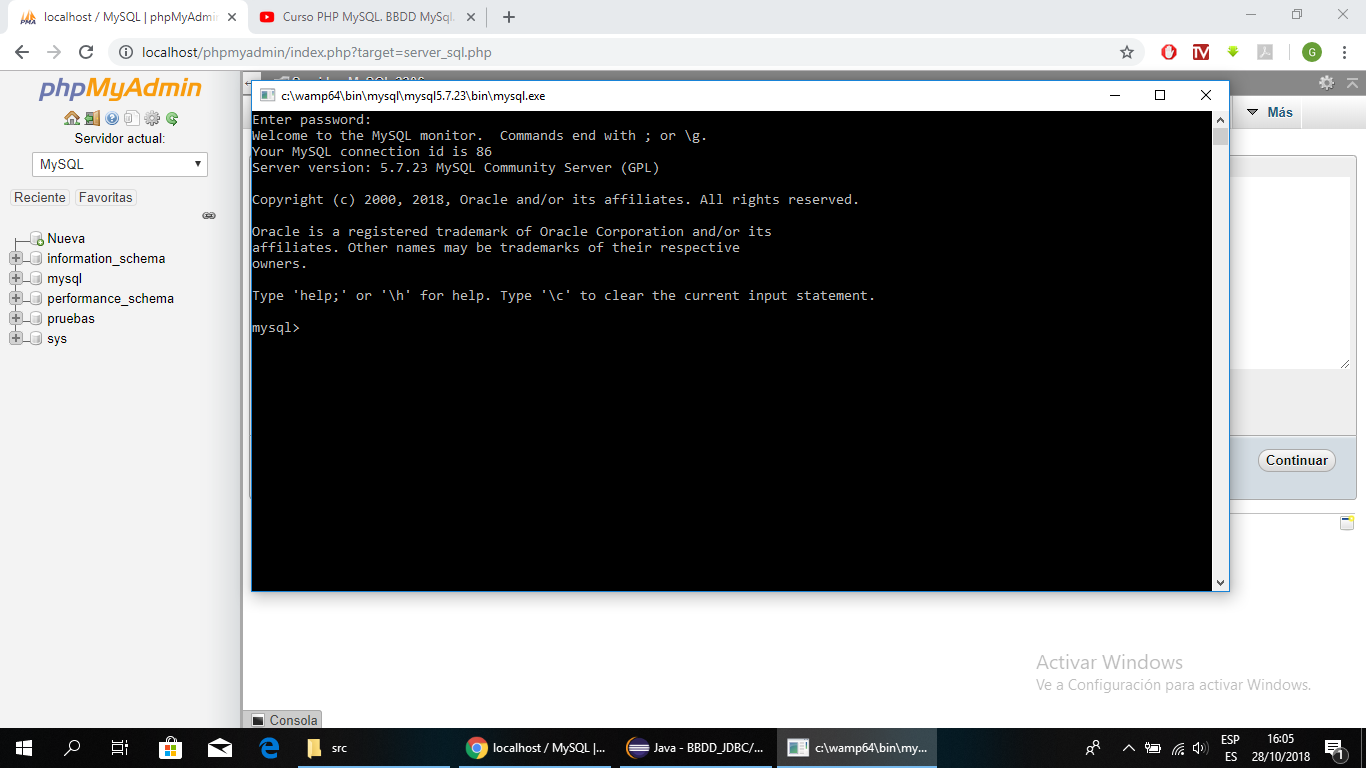 localhost / MySQL | phpMyAdmin
Curso PHP MySQL. BBDD MySql.
localhost/phpmyadmin/index.php?target=server_sql.php
G
phpMyAdmin
Servidor actual:
MySQL
Reciente
Favoritas
Nueva
information_schema
mysql
performance_schema
pruebas
sys
Más
c:\wamp64\bin\mysql\mysql5.7.23\bin\mysql.exe
Enter password:
Welcome to the MySQL monitor.  Commands end with ; or \g.
Your MySQL connection id is 86
Server version: 5.7.23 MySQL Community Server (GPL)
Copyright (c) 2000, 2018, Oracle and/or its affiliates. All rights reserved.
Oracle is a registered trademark of Oracle Corporation and/or its
affiliates. Other names may be trademarks of their respective
owners.
Type 'help;' or '\h' for help. Type '\c' to clear the current input statement.
mysql>
Continuar
Activar Windows
Ve a Configuración para activar Windows.
Consola
src
localhost / MySQL |...
Java - BBDD_JDBC/...
c:\wamp64\bin\my...
ESP
ES
16:05
28/10/2018
1